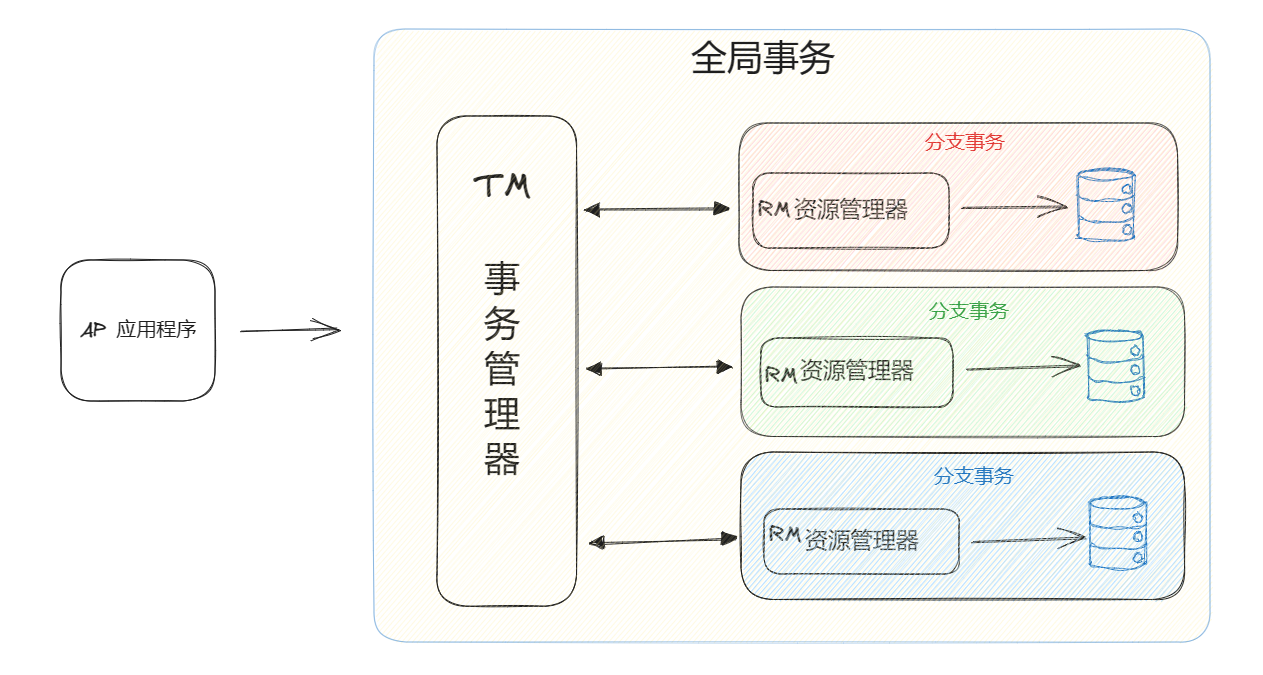 全局事务
TM
事
务
管
理
器
AP 应用程序
分支事务
RM 资源管理器
分支事务
RM 资源管理器
分支事务
RM 资源管理器